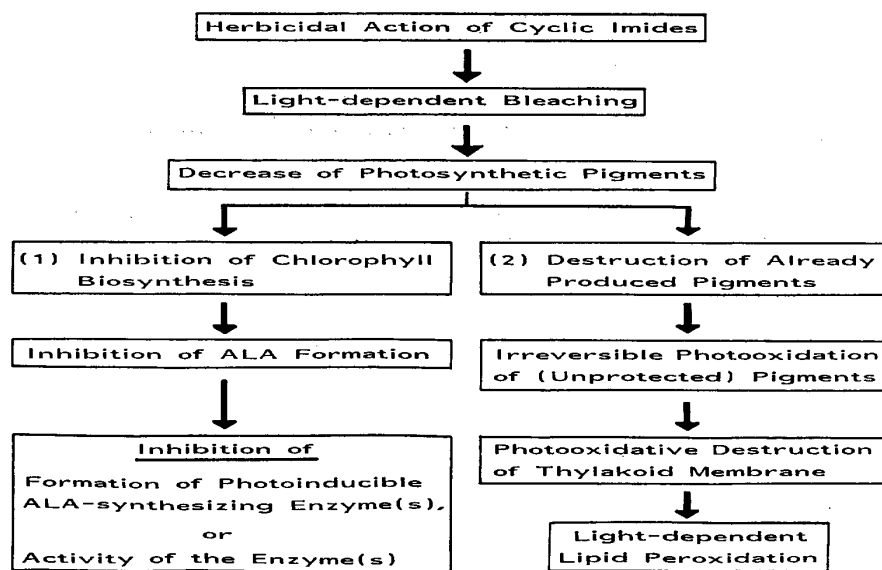 Herbicidal Action of Cyclic Imides
Light-dependent Bleaching
Decrease of Photosynthetic Pigments
(1) Inhibition of Chlorophyll
Biosynthesis
Inhibition of ALA Formation
Inhibition of
Formation of Photoinducible
ALA-synthesizing Enzyme(s),
or
Activity of the Enzyme(s)
(2) Destruction of Already
Produced Pigments
Irreversible Photooxidation
of (Unprotected) Pigments
Photooxidative Destruction
of Thylakoid Membrane
Light-dependent
Lipid Peroxidation